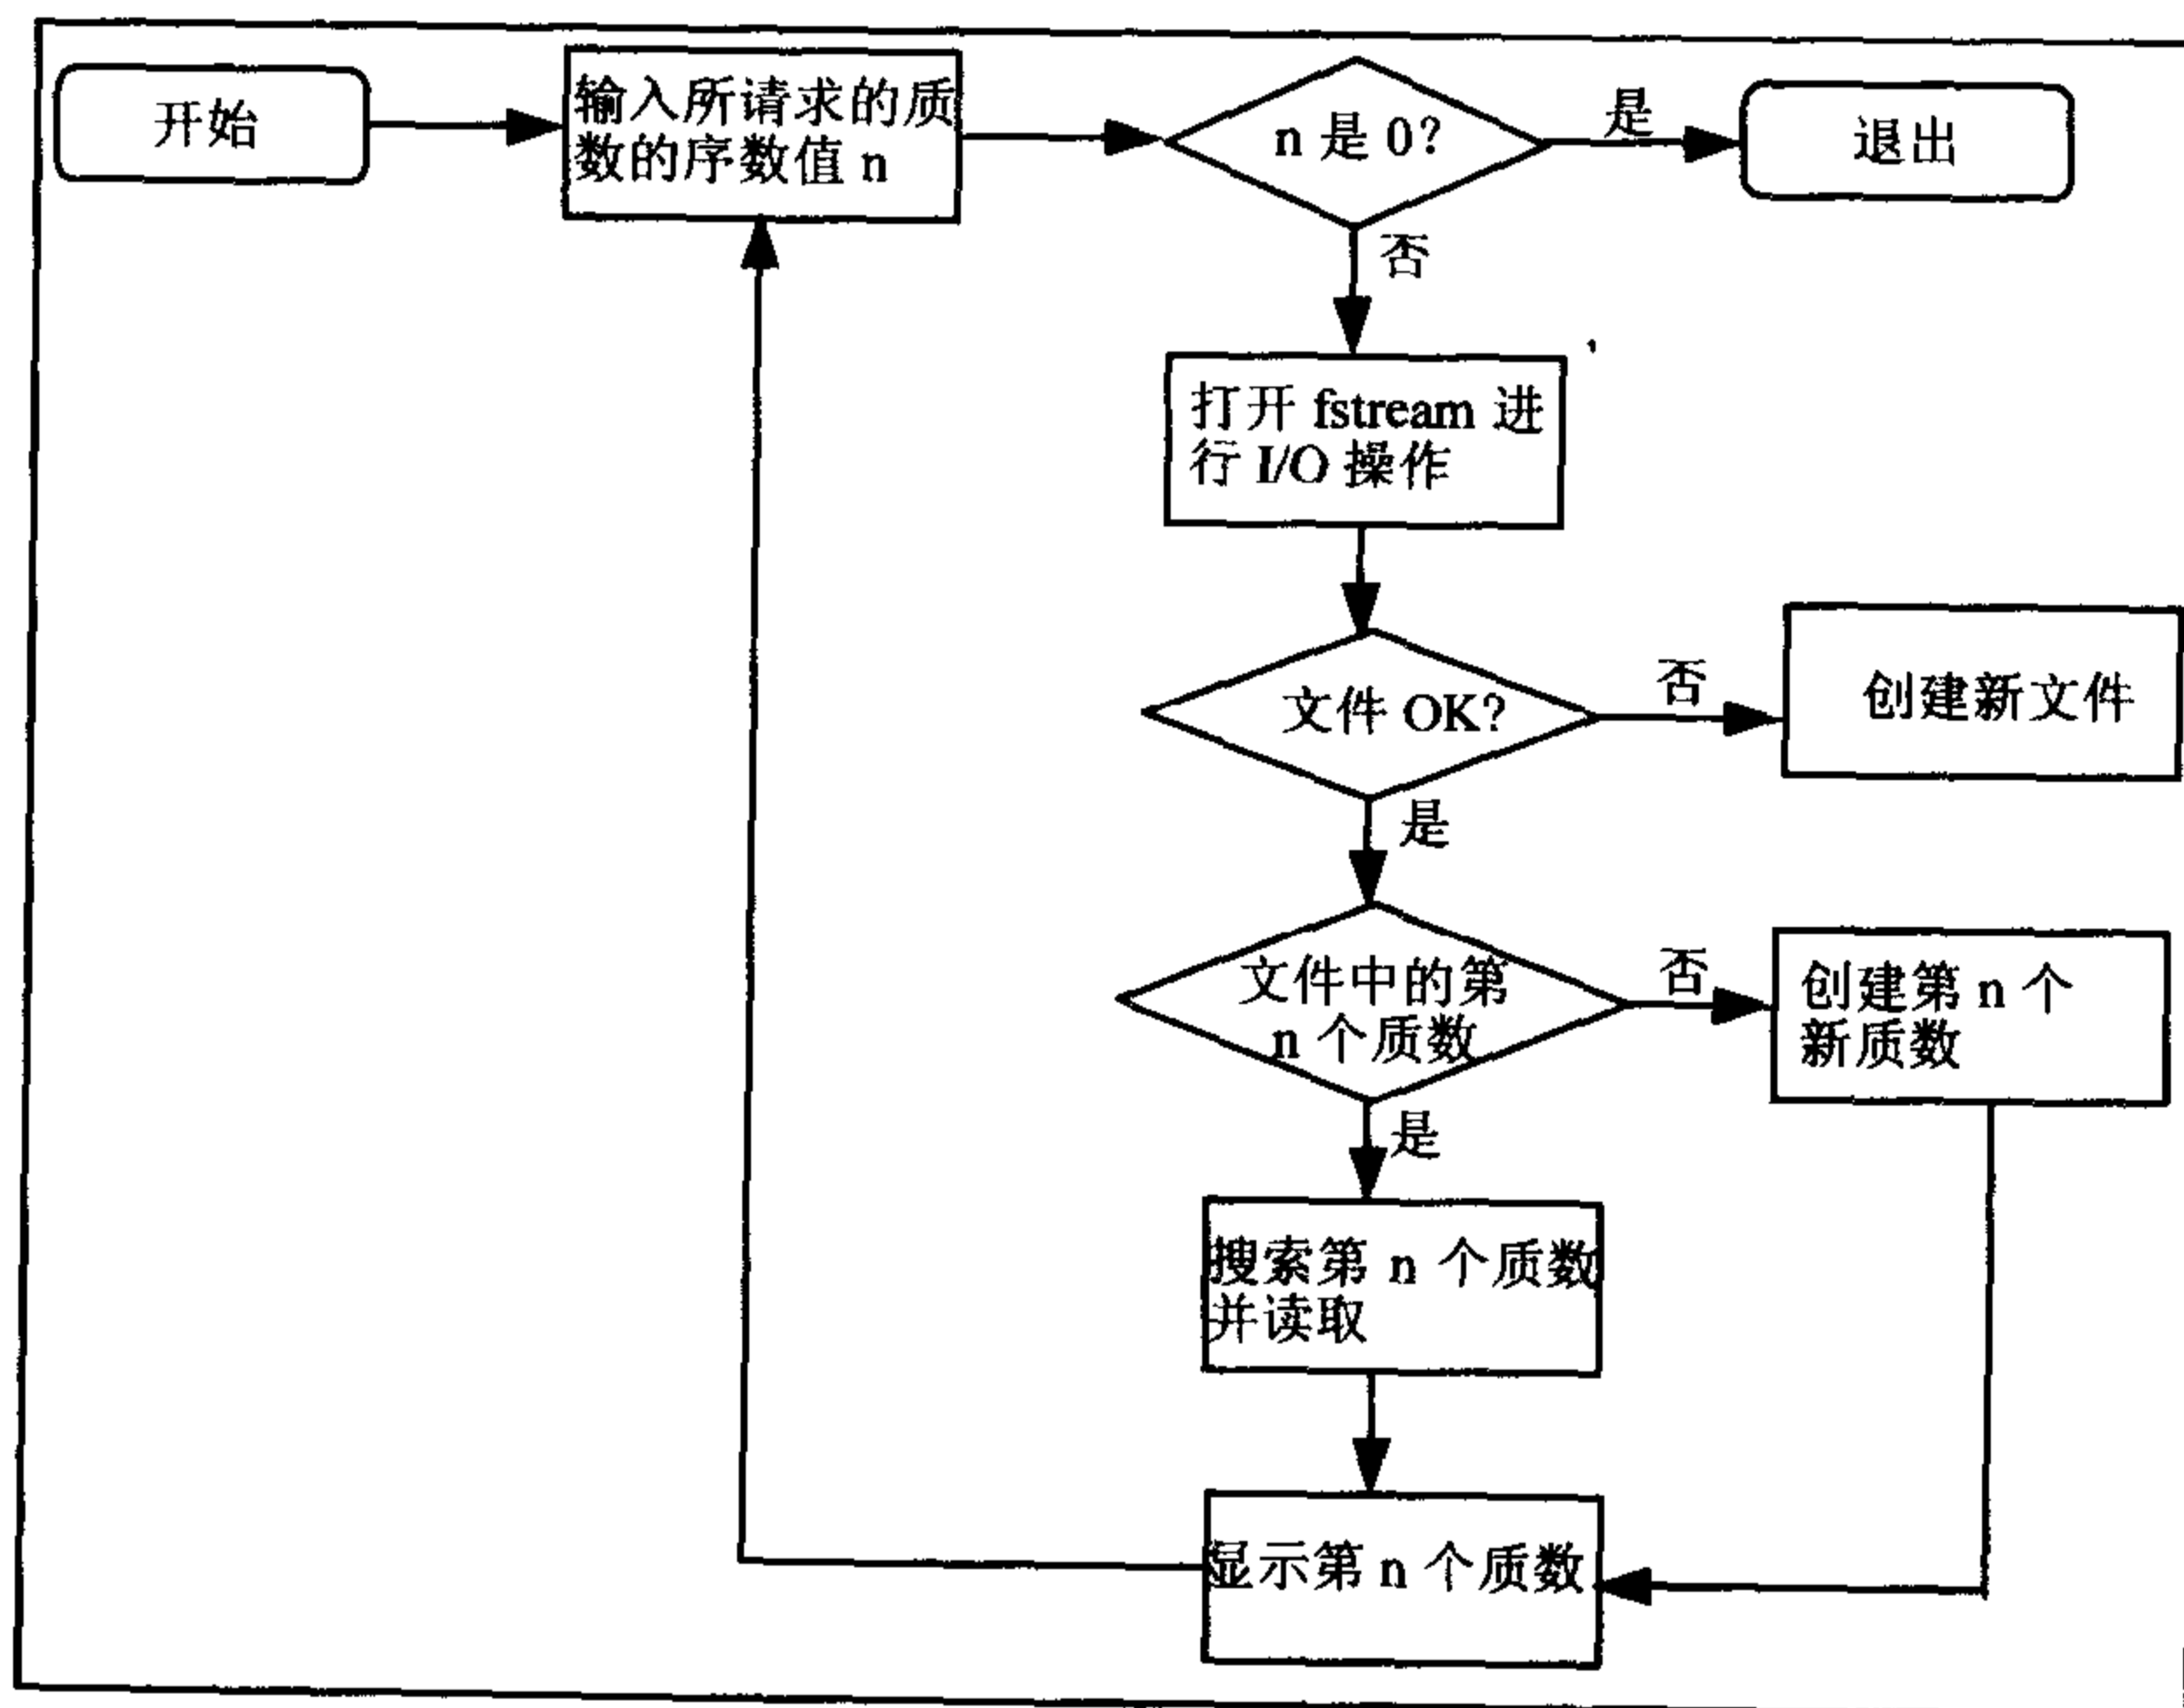 开始
输入所请求的质
数的序数值 n
n 是 0?
是
退出
否
打开 fstream 进
行 I/O 操作
文件 OK?
否
创建新文件
是
文件中的第
n 个质数
否
创建第 n 个
新质数
是
搜索第 n 个质数
并读取
显示第 n 个质数